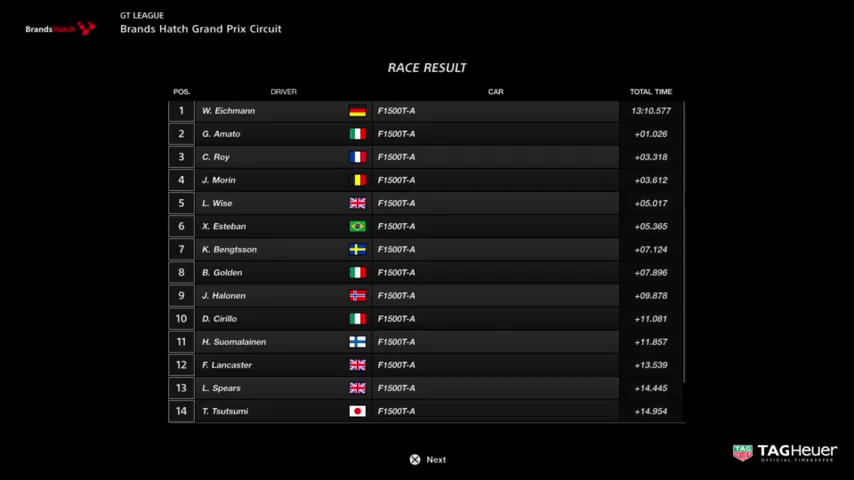 GT LEAGUE
BrandsHatch
Brands Hatch Grand Prix Circuit
RACE RESULT
POS. DRIVER CAR TOTAL TIME
1 W. Eichmann F1500T-A 13:10.577
2 G. Amato F1500T-A +01.026
3 C. Roy F1500T-A +03.318
4 J. Morin F1500T-A +03.612
5 L. Wise F1500T-A +05.017
6 X. Esteban F1500T-A +05.365
7 K. Bengtsson F1500T-A +07.124
8 B. Golden F1500T-A +07.896
9 J. Halonen F1500T-A +09.878
10 D. Cirillo F1500T-A +11.081
11 H. Suomalainen F1500T-A +11.857
12 F. Lancaster F1500T-A +13.539
13 L. Spears F1500T-A +14.445
14 T. Tsutsumi F1500T-A +14.954
Next
TAG HEUER TAGHeuer
OFFICIAL TIMEKEEPER